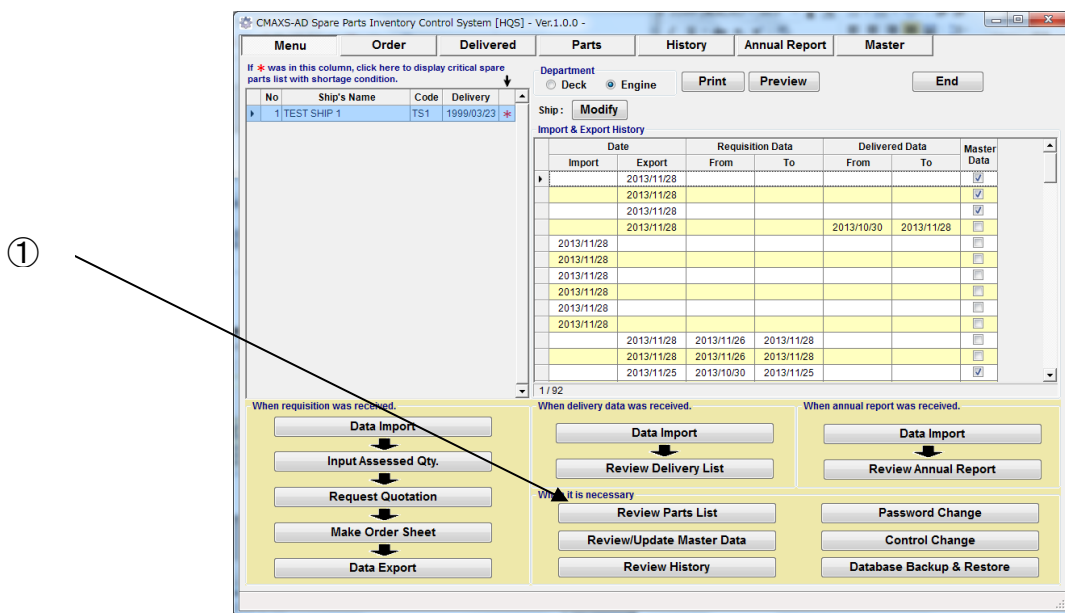 CMAXS-AD Spare Parts Inventory Control System [HQS] - Ver.1.0.0 -
Menu Order Delivered Parts History Annual Report Master
If * was in this column, click here to display critical spare
parts list with shortage condition.
No Ship's Name Code Delivery
1 TEST SHIP 1 TS1 1999/03/23 *
Department
Deck Engine Print Preview End
Ship : Modify
Import & Export History
Date Requisition Data Delivered Data Master Data
Import Export From To From To
2013/11/28
2013/11/28
2013/11/28
2013/11/28 2013/10/30 2013/11/28
2013/11/28
2013/11/28
2013/11/28
2013/11/28
2013/11/28
2013/11/28
2013/11/28 2013/11/26 2013/11/28
2013/11/28 2013/11/26 2013/11/28
2013/11/25 2013/10/30 2013/11/25
1 / 92
①
When requisition was received.
Data Import
Input Assessed Qty.
Request Quotation
Make Order Sheet
Data Export
When delivery data was received.
Data Import
Review Delivery List
When annual report was received.
Data Import
Review Annual Report
When it is necessary
Review Parts List Password Change
Review/Update Master Data Control Change
Review History Database Backup & Restore